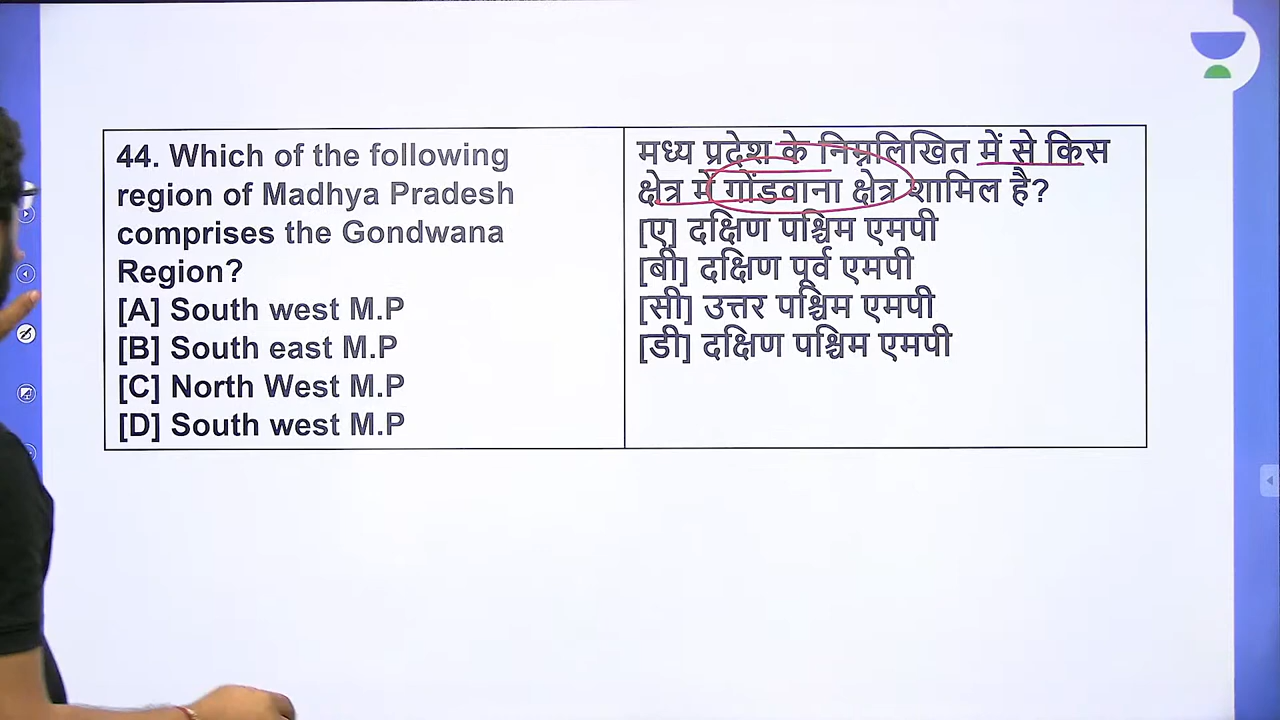 44. Which of the following
region of Madhya Pradesh
comprises the Gondwana
Region?
[A] South west M.P
[B] South east M.P
[C] North West M.P
[D] South west M.P
मध्य प्रदेश के निम्नलिखित में से किस
क्षेत्र में गोंडवाना क्षेत्र शामिल है?
[ए] दक्षिण पश्चिम एमपी
[बी] दक्षिण पूर्व एमपी
[सी] उत्तर पश्चिम एमपी
[डी] दक्षिण पश्चिम एमपी